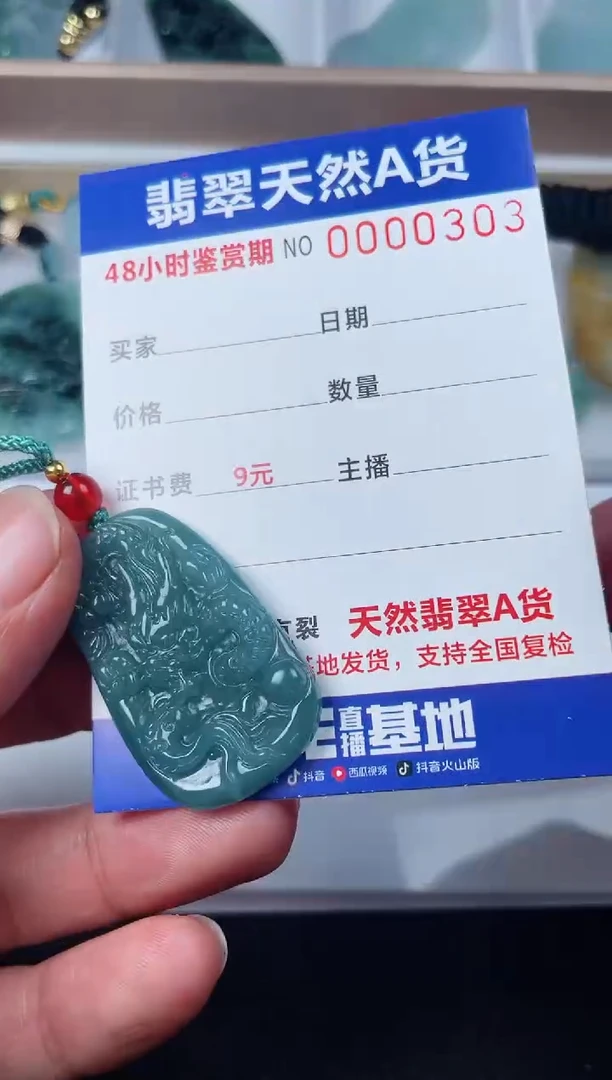 翡翠天然A货
48小时鉴赏期 NO 0000303
买家 日期
价格 数量
证书费 9元 主播
裂 天然翡翠A货
地发货，支持全国复检
直播基地
抖音 西瓜视频 抖音火山版